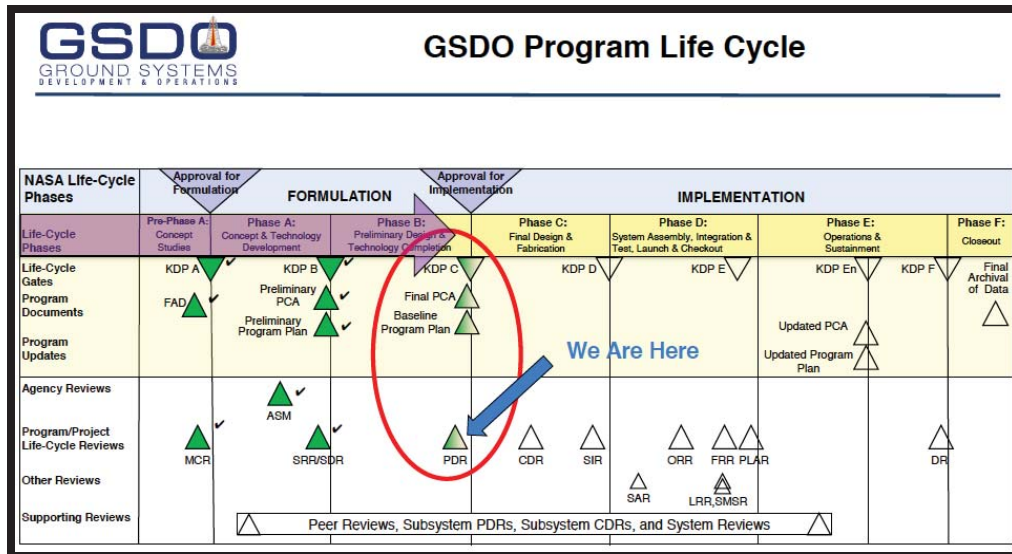 GSDO
GROUND SYSTEMS
DEVELOPMENT & OPERATIONS
GSDO Program Life Cycle
NASA Life-Cycle
Phases
Approval for
Formulation
FORMULATION
Approval for
Implementation
IMPLEMENTATION
Life-Cycle
Phases
Pre-Phase A:
Concept
Studies
Phase A:
Concept & Technology
Development
Phase B:
Preliminary Design &
Technology Completion
Phase C:
Final Design &
Fabrication
Phase D:
System Assembly, Integration &
Test, Launch & Checkout
Phase E:
Operations &
Sustainment
Phase F:
Closeout
Life-Cycle
Gates
KDP A
KDP B
KDP C
KDP D
KDP E
KDP En
KDP F
Final
Archival
of Data
Program
Documents
FAD
Preliminary
PCA
Final PCA
Preliminary
Program Plan
Baseline
Program Plan
Updated PCA
Program
Updates
Updated Program
Plan
We Are Here
Agency Reviews
ASM
Program/Project
Life-Cycle Reviews
MCR
SRR/SDR
PDR
CDR
SIR
ORR
FRR
PLAR
DR
Other Reviews
SAR
LRR,SMSR
Supporting Reviews
Peer Reviews, Subsystem PDRs, Subsystem CDRs, and System Reviews